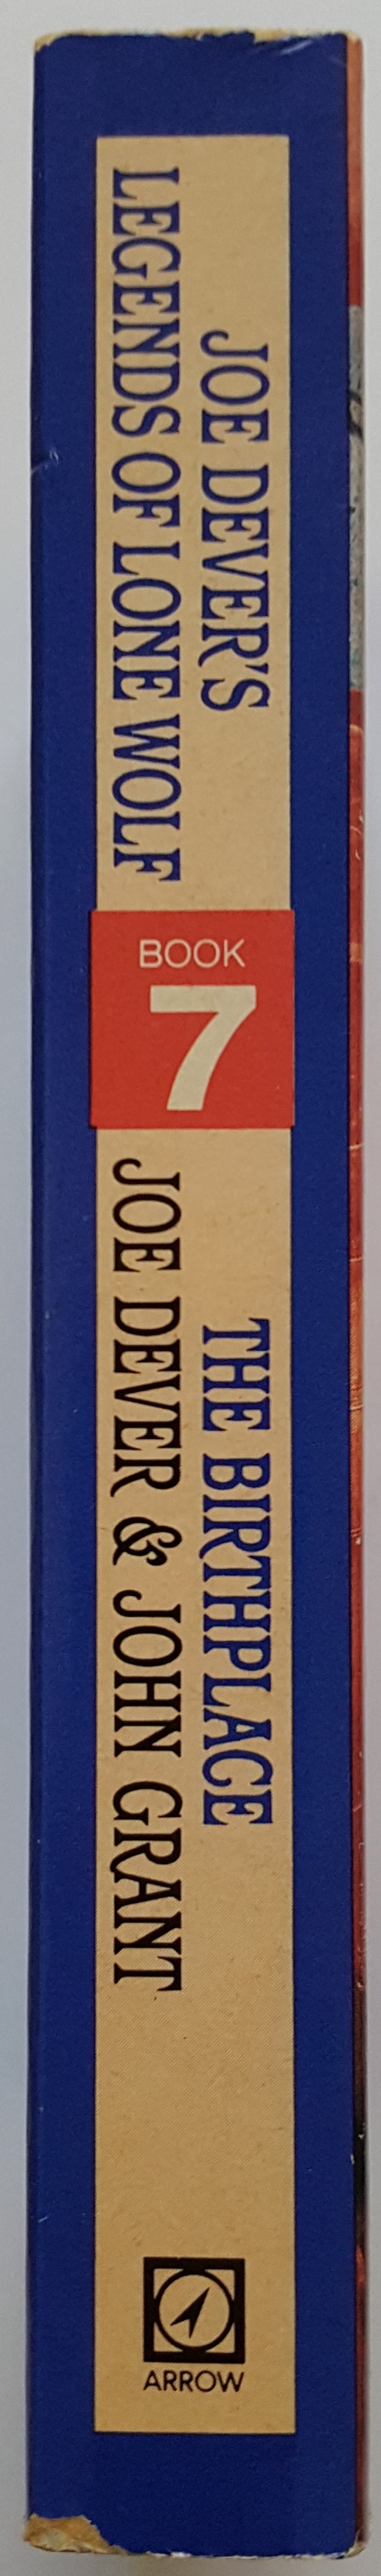 JOE DEVER'S
LEGENDS OF LONE WOLF
BOOK
7
THE BIRTHPLACE
JOE DEVER & JOHN GRANT
ARROW